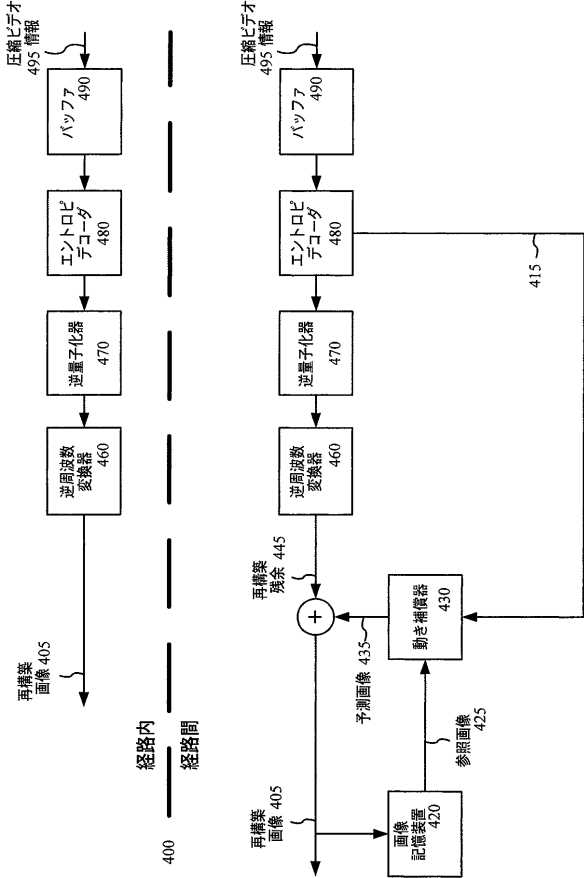 圧縮ビデオ
495 情報
バッファ
490
エントロピ
デコーダ
480
逆量子化器
470
逆周波数
変換器
460
再構築
画像 405
経路内
経路間
400
圧縮ビデオ
495 情報
バッファ
490
エントロピ
デコーダ
480
415
逆量子化器
470
逆周波数
変換器
460
再構築
残余 445
+
動き補償器
430
予測画像 435
参照画像
425
再構築
画像 405
画像
記憶装置
420